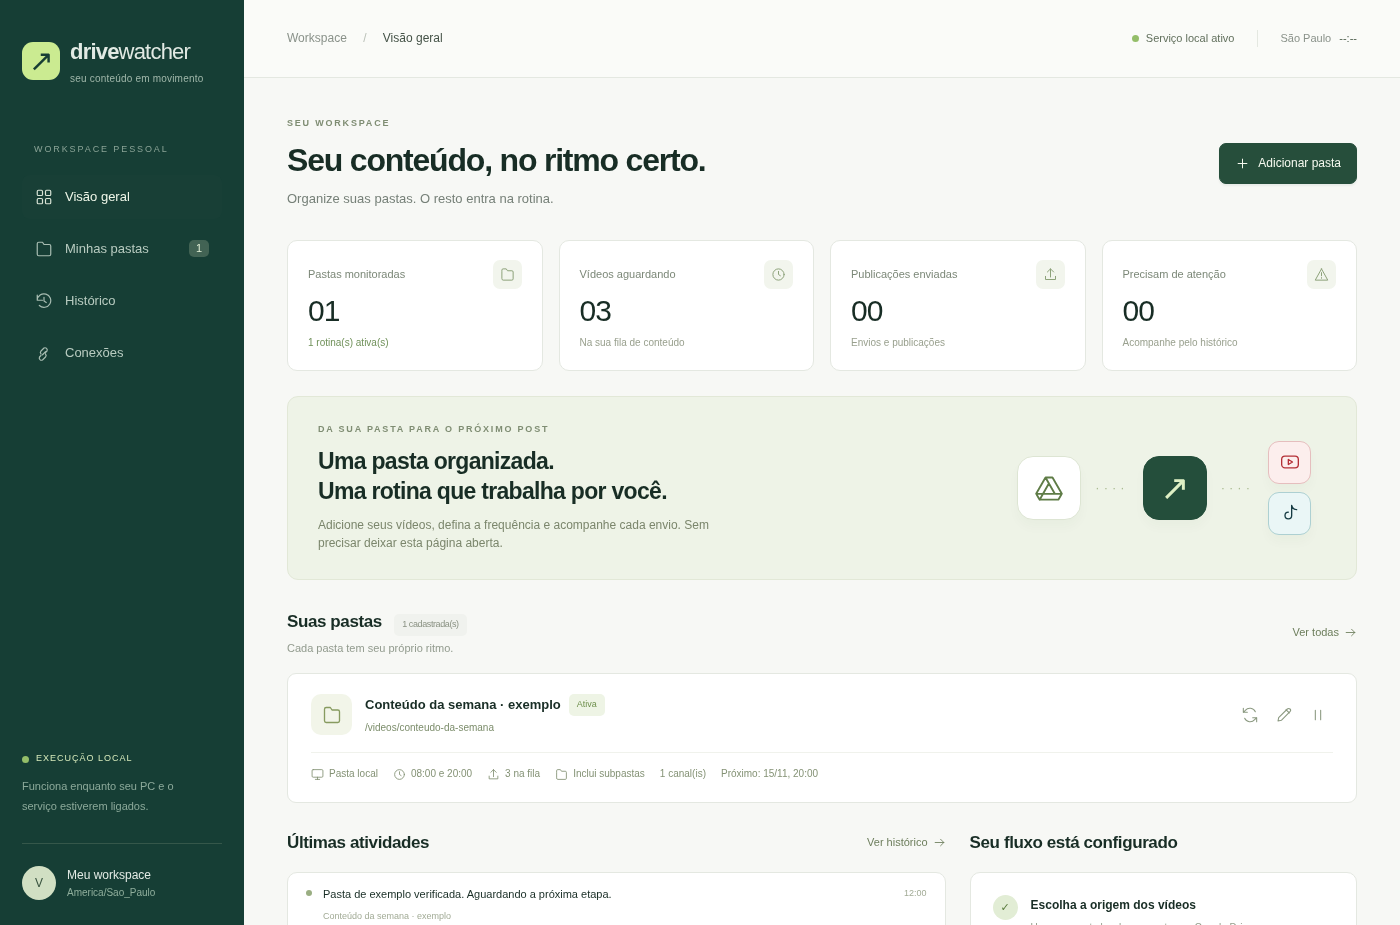 drivewatcher
seu conteúdo em movimento
WORKSPACE PESSOAL
Visão geral
Minhas pastas 1
Histórico
Conexões
EXECUÇÃO LOCAL
Funciona enquanto seu PC e o
serviço estiverem ligados.
V
Meu workspace
America/Sao_Paulo
Workspace / Visão geral
Serviço local ativo
São Paulo --:--
SEU WORKSPACE
Seu conteúdo, no ritmo certo.
Organize suas pastas. O resto entra na rotina.
Adicionar pasta
Pastas monitoradas
01
1 rotina(s) ativa(s)
Vídeos aguardando
03
Na sua fila de conteúdo
Publicações enviadas
00
Envios e publicações
Precisam de atenção
00
Acompanhe pelo histórico
DA SUA PASTA PARA O PRÓXIMO POST
Uma pasta organizada.
Uma rotina que trabalha por você.
Adicione seus vídeos, defina a frequência e acompanhe cada envio. Sem
precisar deixar esta página aberta.
Suas pastas 1 cadastrada(s)
Cada pasta tem seu próprio ritmo.
Ver todas
Conteúdo da semana · exemplo Ativa
/videos/conteudo-da-semana
Pasta local 08:00 e 20:00 3 na fila Inclui subpastas 1 canal(is) Próximo: 15/11, 20:00
Últimas atividades
Ver histórico
Pasta de exemplo verificada. Aguardando a próxima etapa. 12:00
Conteúdo da semana · exemplo
Seu fluxo está configurado
Escolha a origem dos vídeos